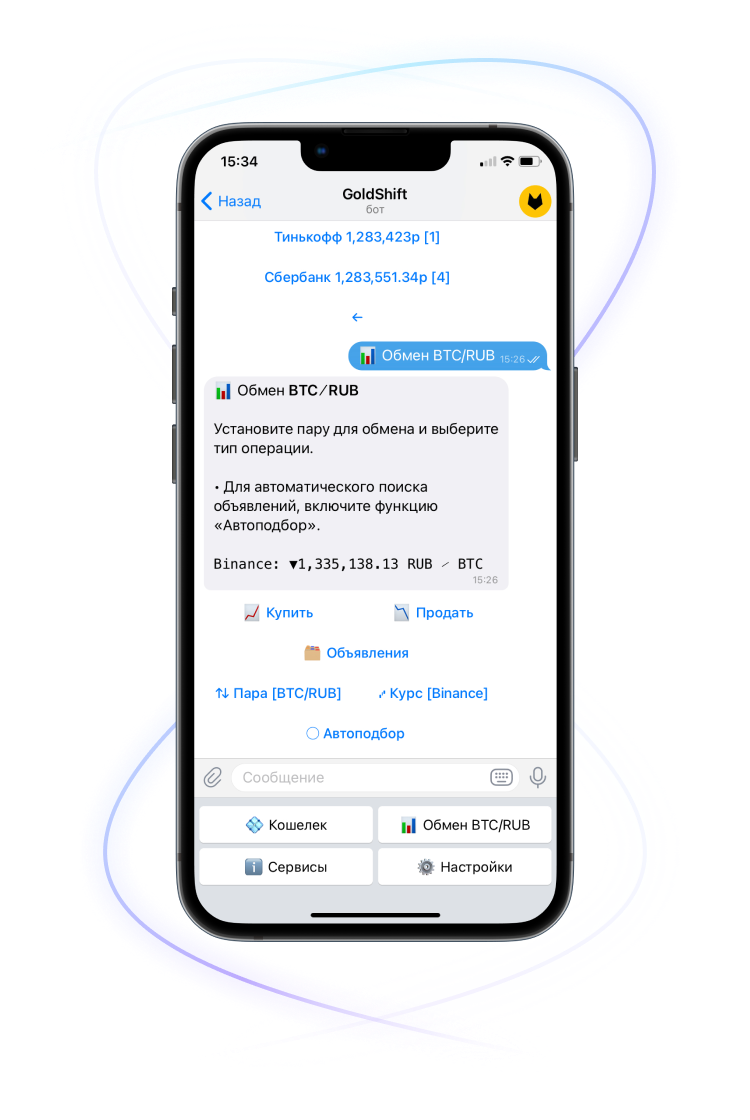 15:34
Назад
GoldShift
бот
Тинькофф 1,283,423р [1]
Сбербанк 1,283,551.34р [4]
←
📊 Обмен BTC/RUB 15:26
📊 Обмен BTC/RUB
Установите пару для обмена и выберите
тип операции.
• Для автоматического поиска
объявлений, включите функцию
«Автоподбор».
Binance: ▼1,335,138.13 RUB ∕ BTC
15:26
📈 Купить
📉 Продать
🗂 Объявления
⇅ Пара [BTC/RUB]
Курс [Binance]
Автоподбор
Сообщение
💠 Кошелек
📊 Обмен BTC/RUB
ℹ️ Сервисы
⚙️ Настройки